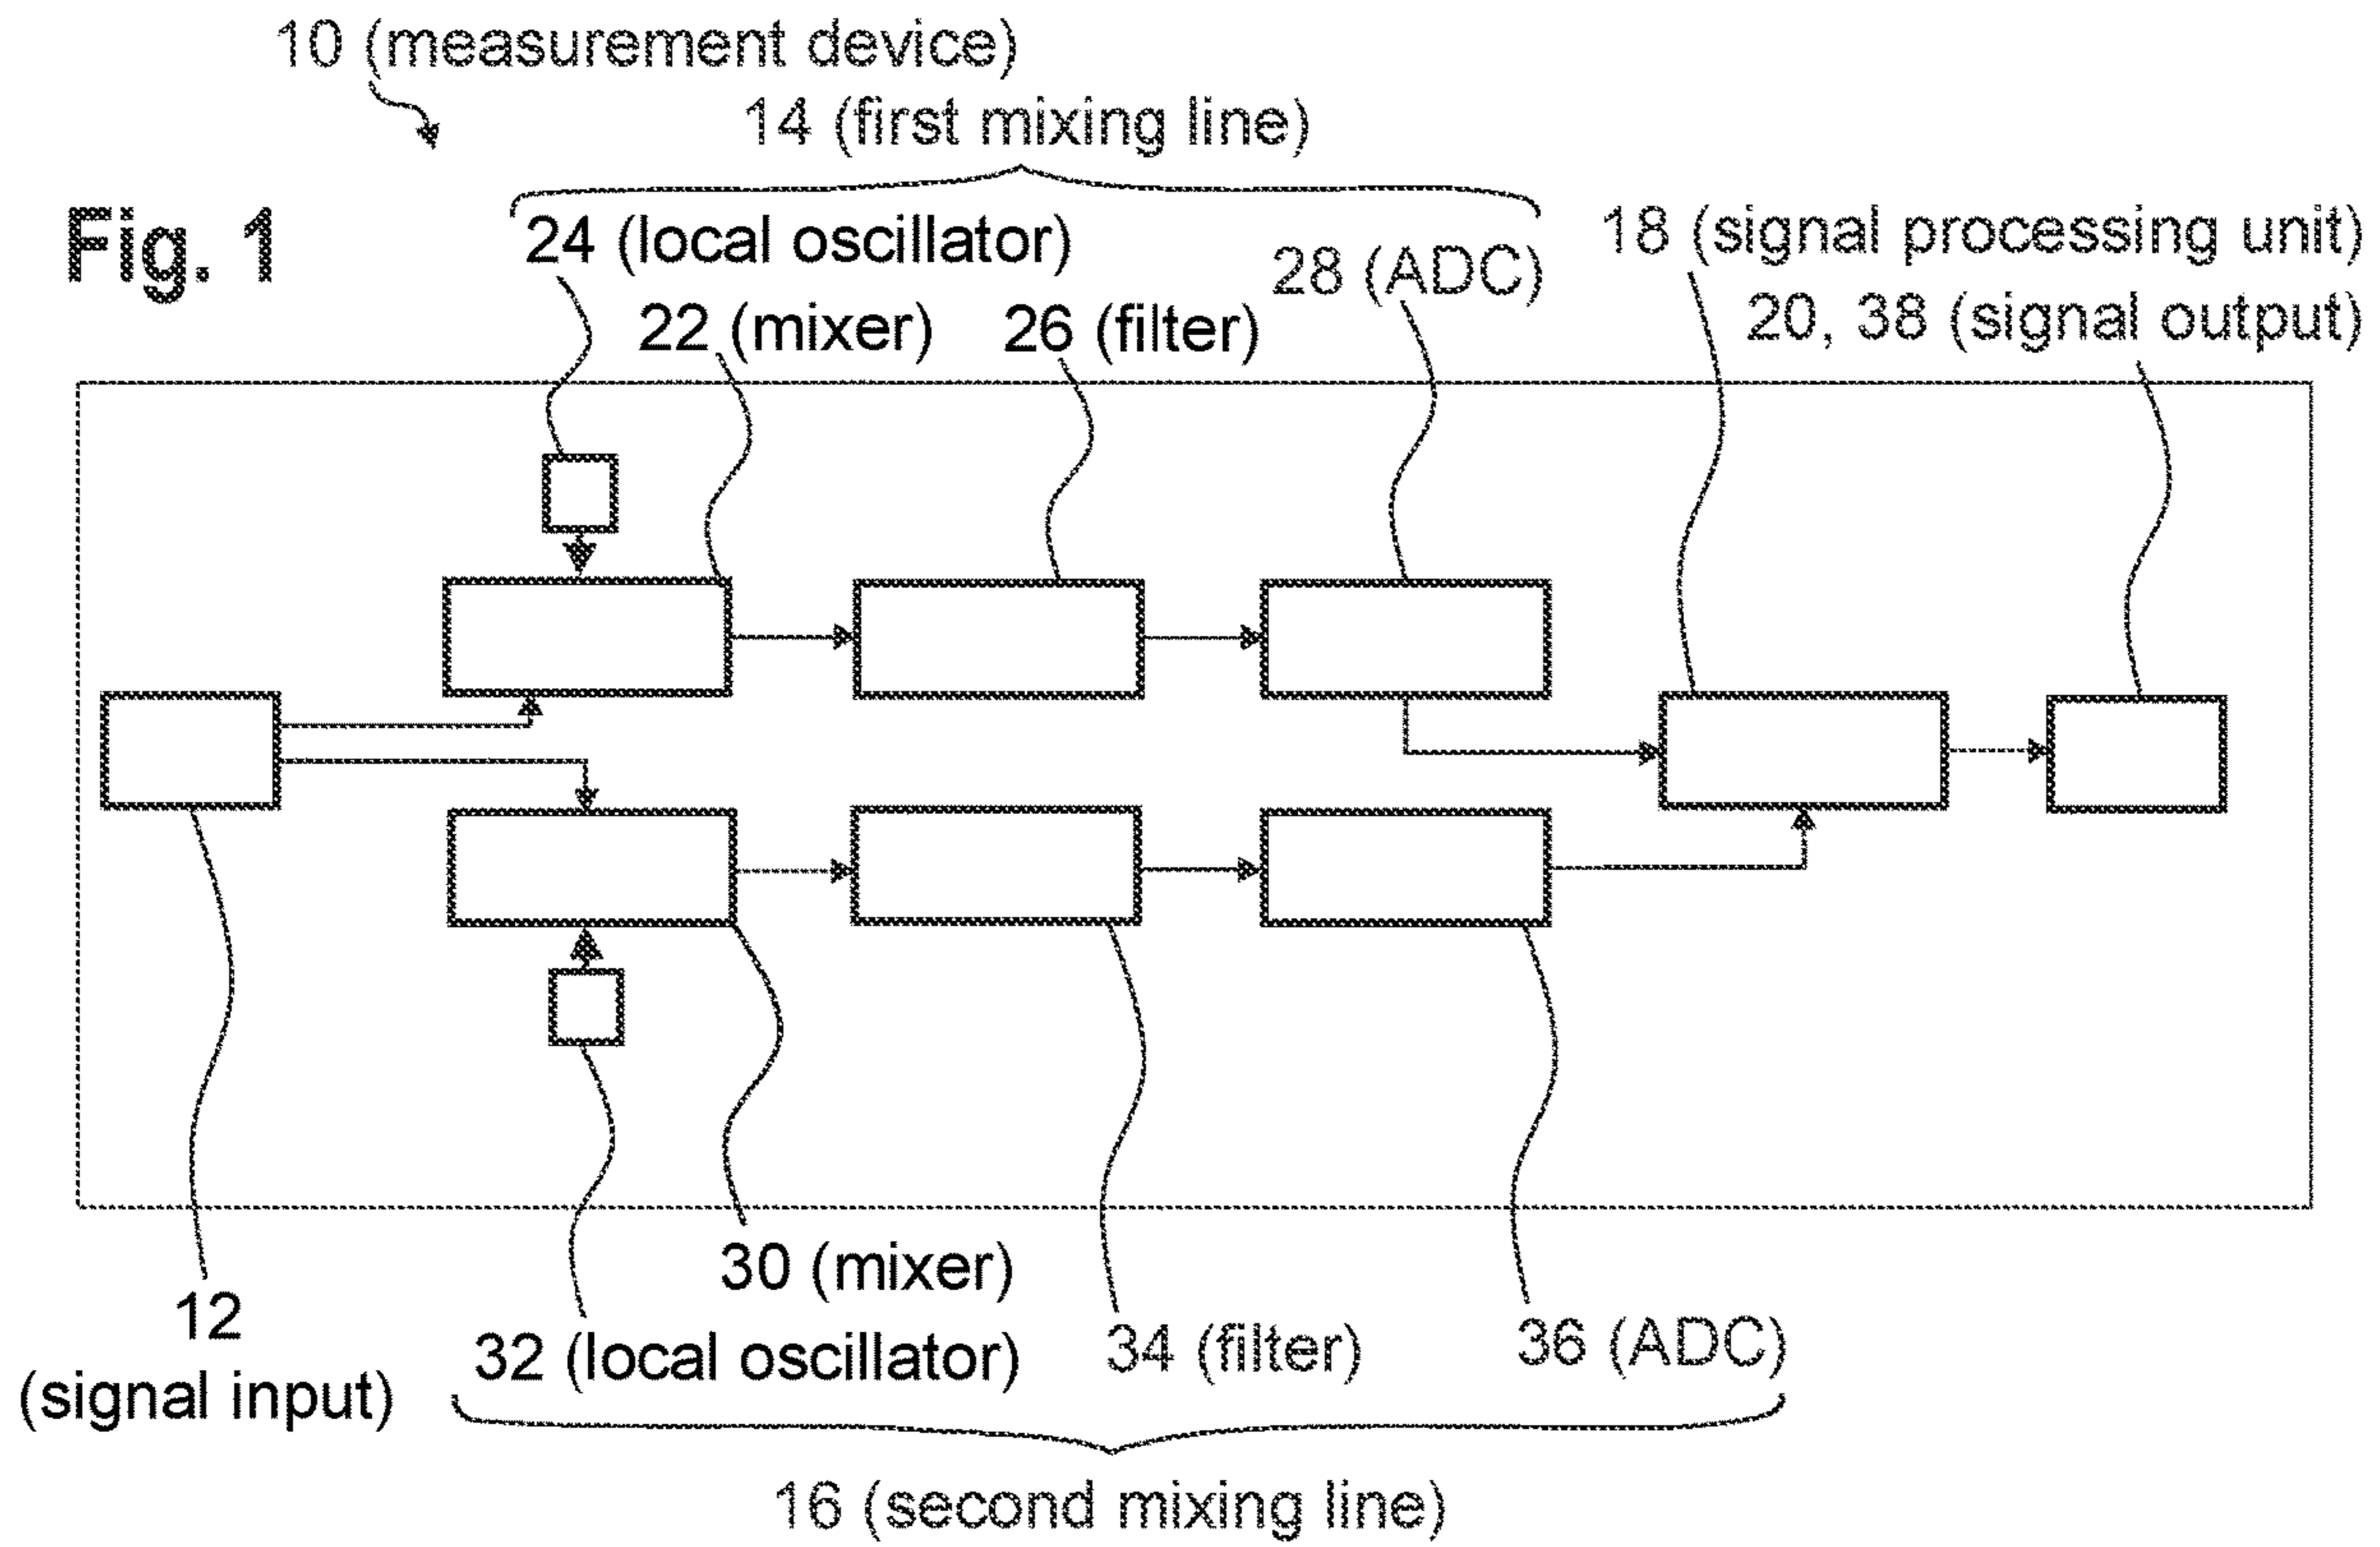 10 (measurement device)
14 (first mixing line)
Fig. 1
24 (local oscillator)
28 (ADC)
18 (signal processing unit)
22 (mixer)
26 (filter)
20, 38 (signal output)
30 (mixer)
12
(signal input)
32 (local oscillator)
34 (filter)
36 (ADC)
16 (second mixing line)